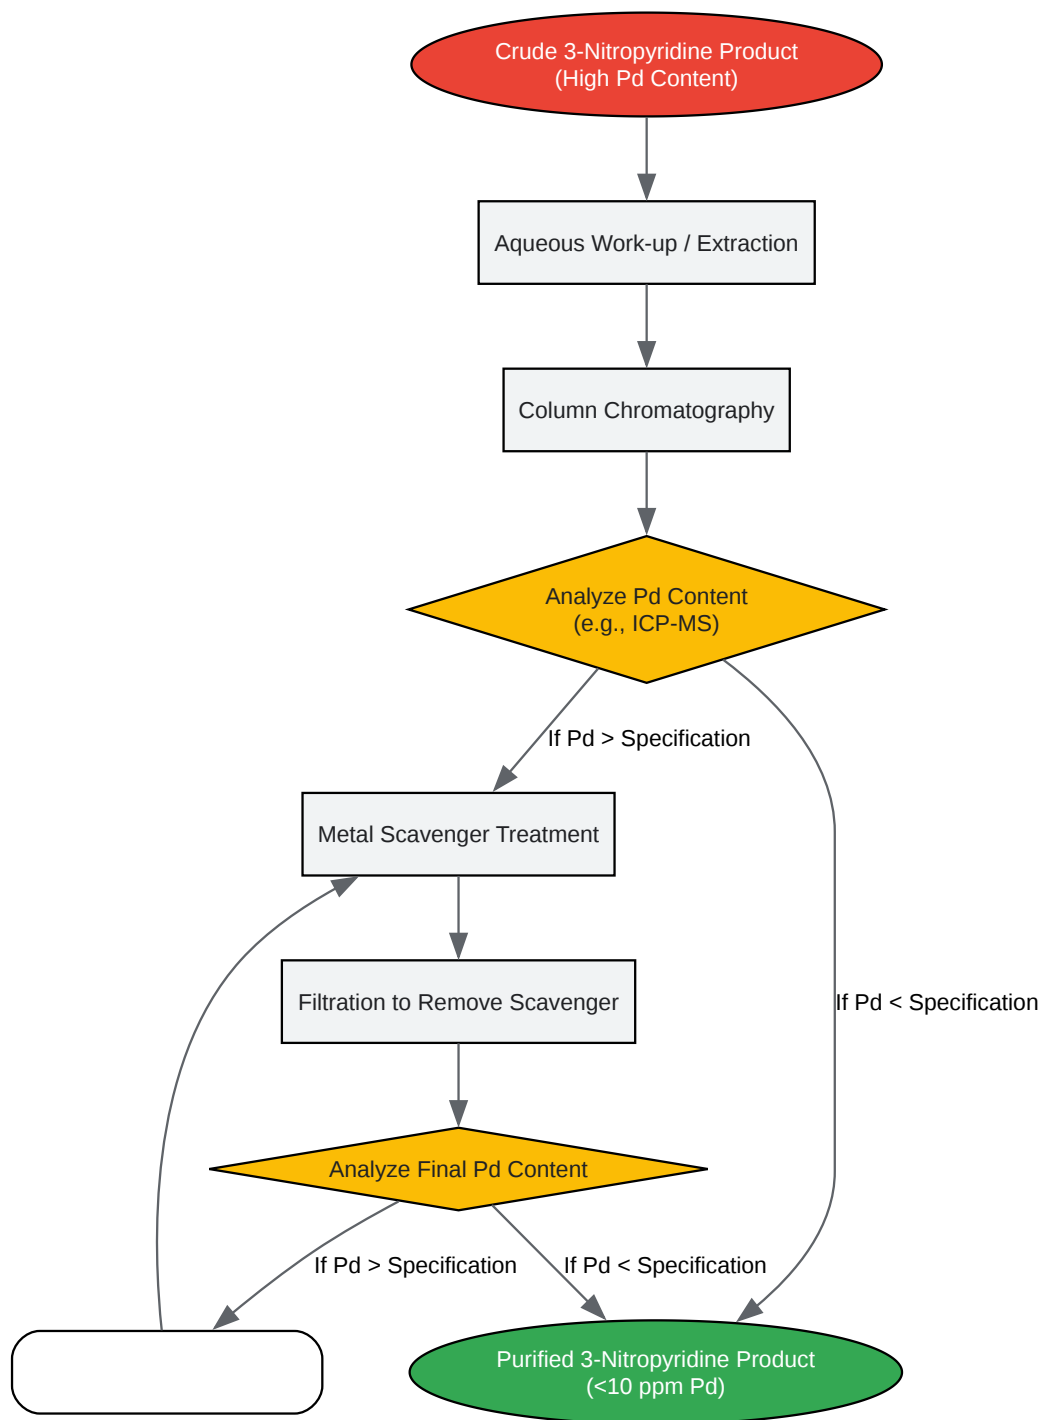 Crude 3-Nitropyridine Product
(High Pd Content)
Aqueous Work-up / Extraction
Column Chromatography
Analyze Pd Content
(e.g., ICP-MS)
If Pd > Specification
Metal Scavenger Treatment
Filtration to Remove Scavenger
If Pd < Specification
Analyze Final Pd Content
If Pd > Specification
If Pd < Specification
Purified 3-Nitropyridine Product
(<10 ppm Pd)